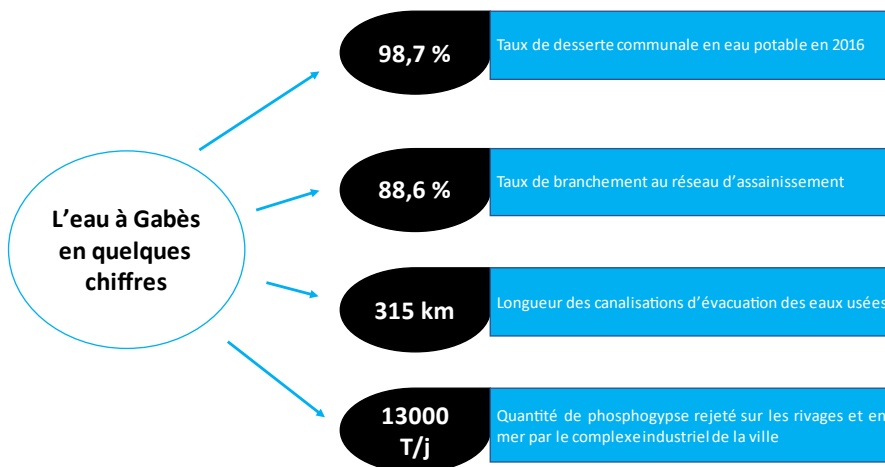 98,7 %
Taux de desserte communale en eau potable en 2016
88,6 %
Taux de branchement au réseau d'assainissement
L'eau à Gabès
en quelques
chiffres
315 km
Longueur des canalisations d'évacuation des eaux usées
13000
T/j
Quantité de phosphogypse rejeté sur les rivages et en
mer par le complexe industriel de la ville